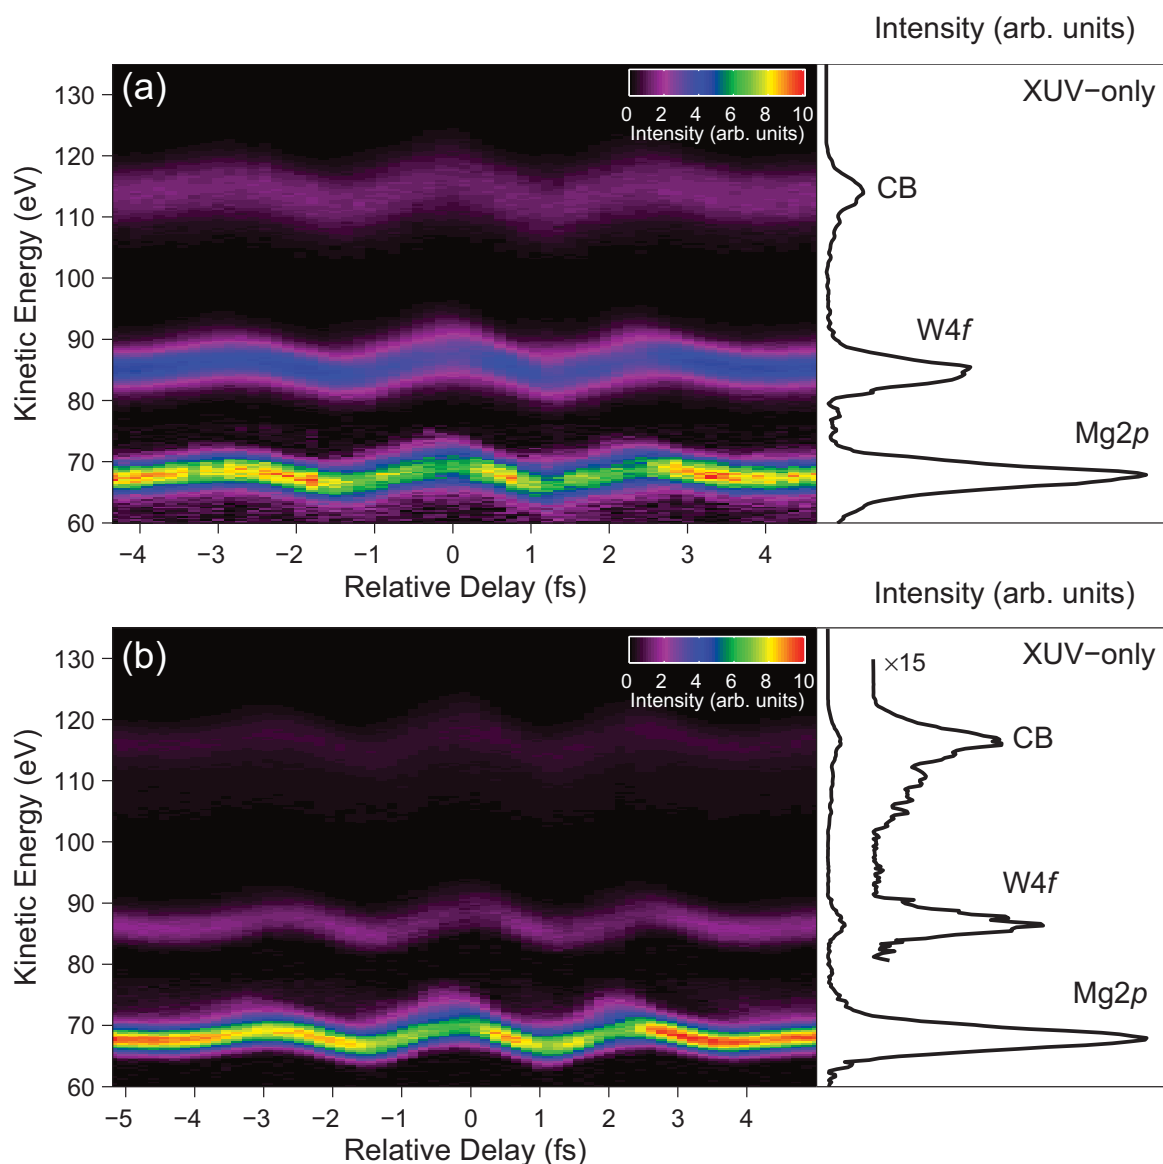 Intensity (arb. units)
(a)
XUV−only
130
120
110
100
90
80
70
60
Kinetic Energy (eV)
0 2 4 6 8 10
Intensity (arb. units)
CB
W4f
Mg2p
−4 −3 −2 −1 0 1 2 3 4
Relative Delay (fs)
Intensity (arb. units)
(b)
XUV−only
×15
130
120
110
100
90
80
70
60
Kinetic Energy (eV)
0 2 4 6 8 10
Intensity (arb. units)
CB
W4f
Mg2p
−5 −4 −3 −2 −1 0 1 2 3 4
Relative Delay (fs)